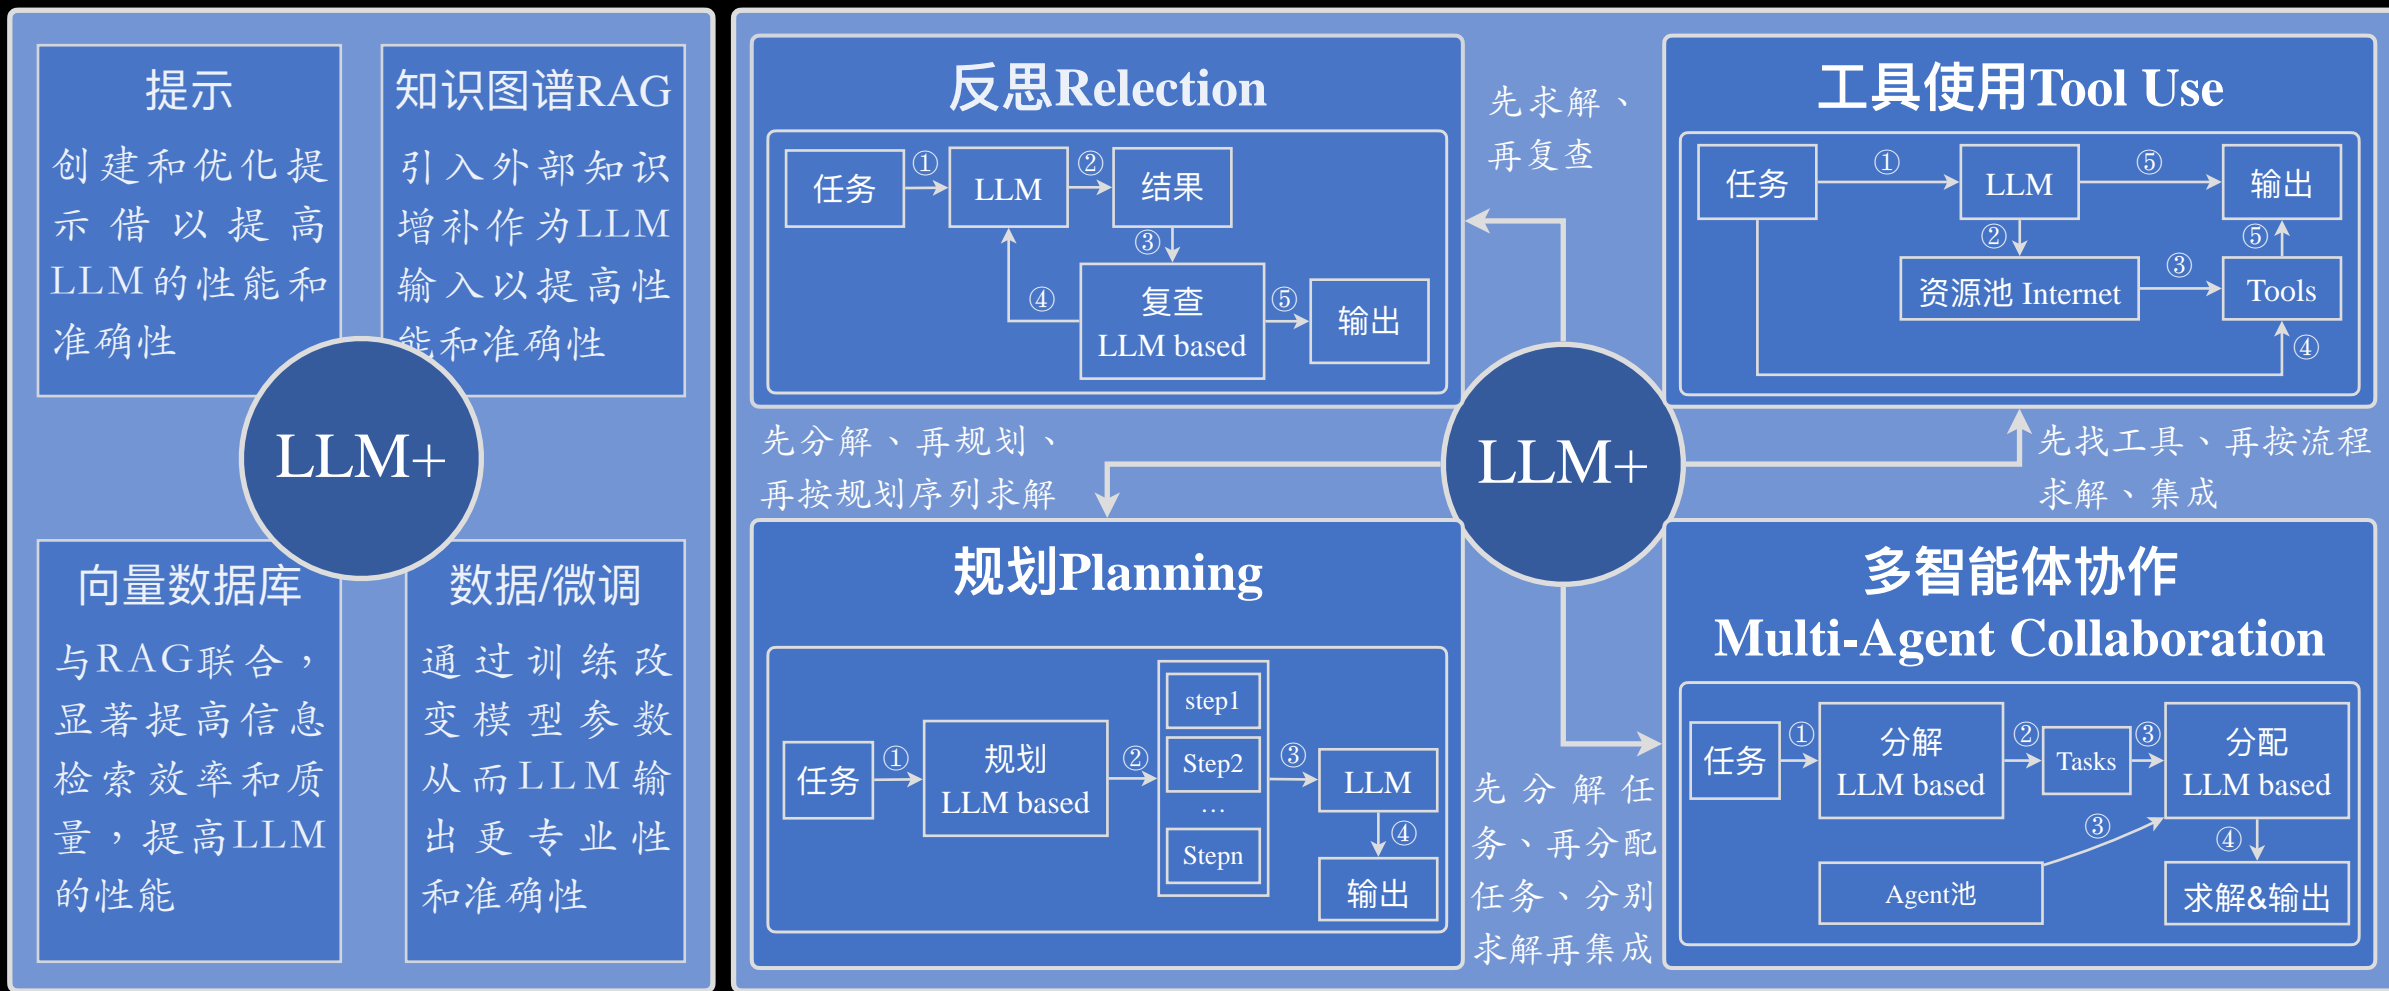 提示
创建和优化提
示借以提高
LLM的性能和
准确性
知识图谱RAG
引入外部知识
增补作为LLM
输入以提高性
能和准确性
LLM+
向量数据库
与RAG联合，
显著提高信息
检索效率和质
量，提高LLM
的性能
数据/微调
通过训练改
变模型参数
从而LLM输
出更专业性
和准确性
反思Relection
任务
①
LLM
②
结果
③
复查
LLM based
④
⑤
输出
先求解、
再复查
工具使用Tool Use
任务
①
LLM
⑤
输出
②
⑤
资源池 Internet
③
Tools
④
LLM+
先分解、再规划、
再按规划序列求解
先找工具、再按流程
求解、集成
规划Planning
任务
①
规划
LLM based
②
step1
Step2
…
Stepn
③
LLM
④
输出
先分解任
务、再分配
任务、分别
求解再集成
多智能体协作
Multi-Agent Collaboration
任务
①
分解
LLM based
②
Tasks
③
分配
LLM based
③
④
Agent池
求解&输出